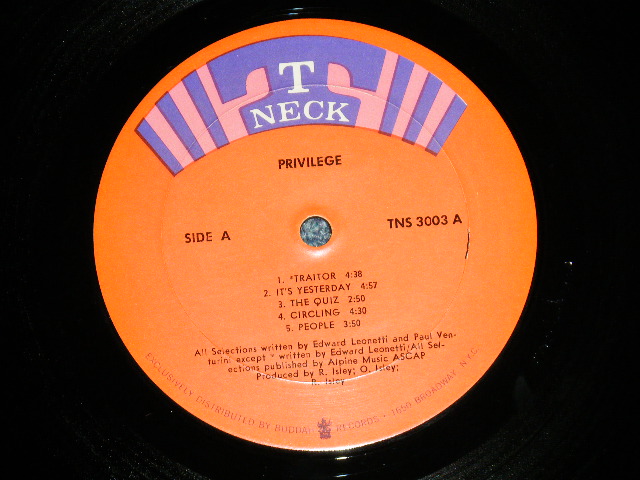 T
NECK
PRIVILEGE
SIDE A
TNS 3003 A
1. *TRAITOR 4:38
2. IT'S YESTERDAY 4:57
3. THE QUIZ 2:50
4. CIRCLING 4:30
5. PEOPLE 3:50
All Selections written by Edward Leonetti and Paul Ven-
turini except * written by Edward Leonetti/All Sel-
ections published by Alpine Music ASCAP
Produced by R. Isley; O. Isley;
R. Isley
EXCLUSIVELY DISTRIBUTED BY BUDDAH RECORDS • 1650 BROADWAY, N.Y.C.